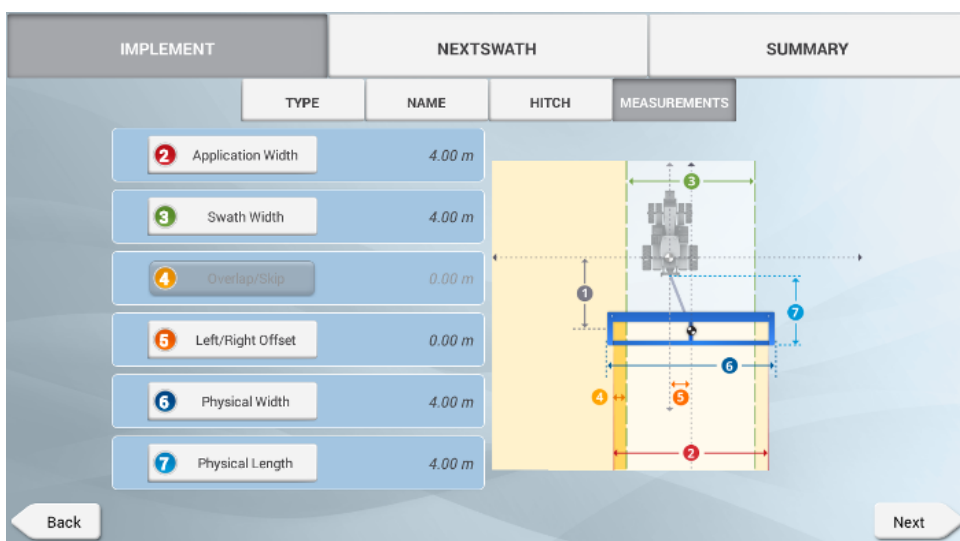 IMPLEMENT NEXTSWATH SUMMARY
TYPE NAME HITCH MEASUREMENTS
2 Application Width 4.00 m
3 Swath Width 4.00 m
4 Overlap/Skip 0.00 m
5 Left/Right Offset 0.00 m
6 Physical Width 4.00 m
7 Physical Length 4.00 m
3
1
7
6
4 5
2
Back Next